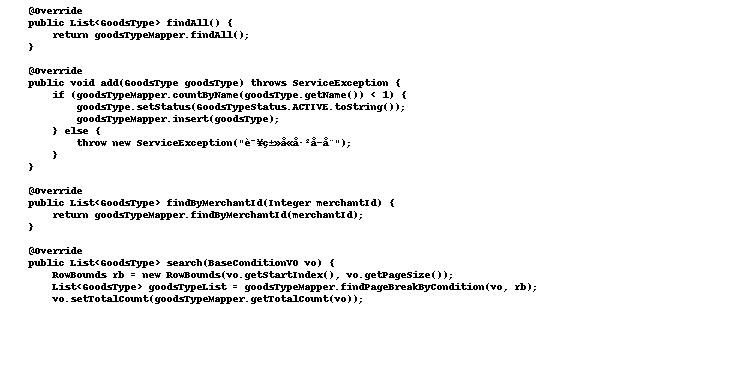 @Override
public List<GoodsType> findAll() {
return goodsTypeMapper.findAll();
}
@Override
public void add(GoodsType goodsType) throws ServiceException {
if (goodsTypeMapper.countByName(goodsType.getName()) < 1) {
goodsType.setStatus(GoodsTypeStatus.ACTIVE.toString());
goodsTypeMapper.insert(goodsType);
} else {
throw new ServiceException("è¯¥ç±»å«å·²å-å¨");
}
}
@Override
public List<GoodsType> findByMerchantId(Integer merchantId) {
return goodsTypeMapper.findByMerchantId(merchantId);
}
@Override
public List<GoodsType> search(BaseConditionVO vo) {
RowBounds rb = new RowBounds(vo.getStartIndex(), vo.getPageSize());
List<GoodsType> goodsTypeList = goodsTypeMapper.findPageBreakByCondition(vo, rb);
vo.setTotalCount(goodsTypeMapper.getTotalCount(vo));